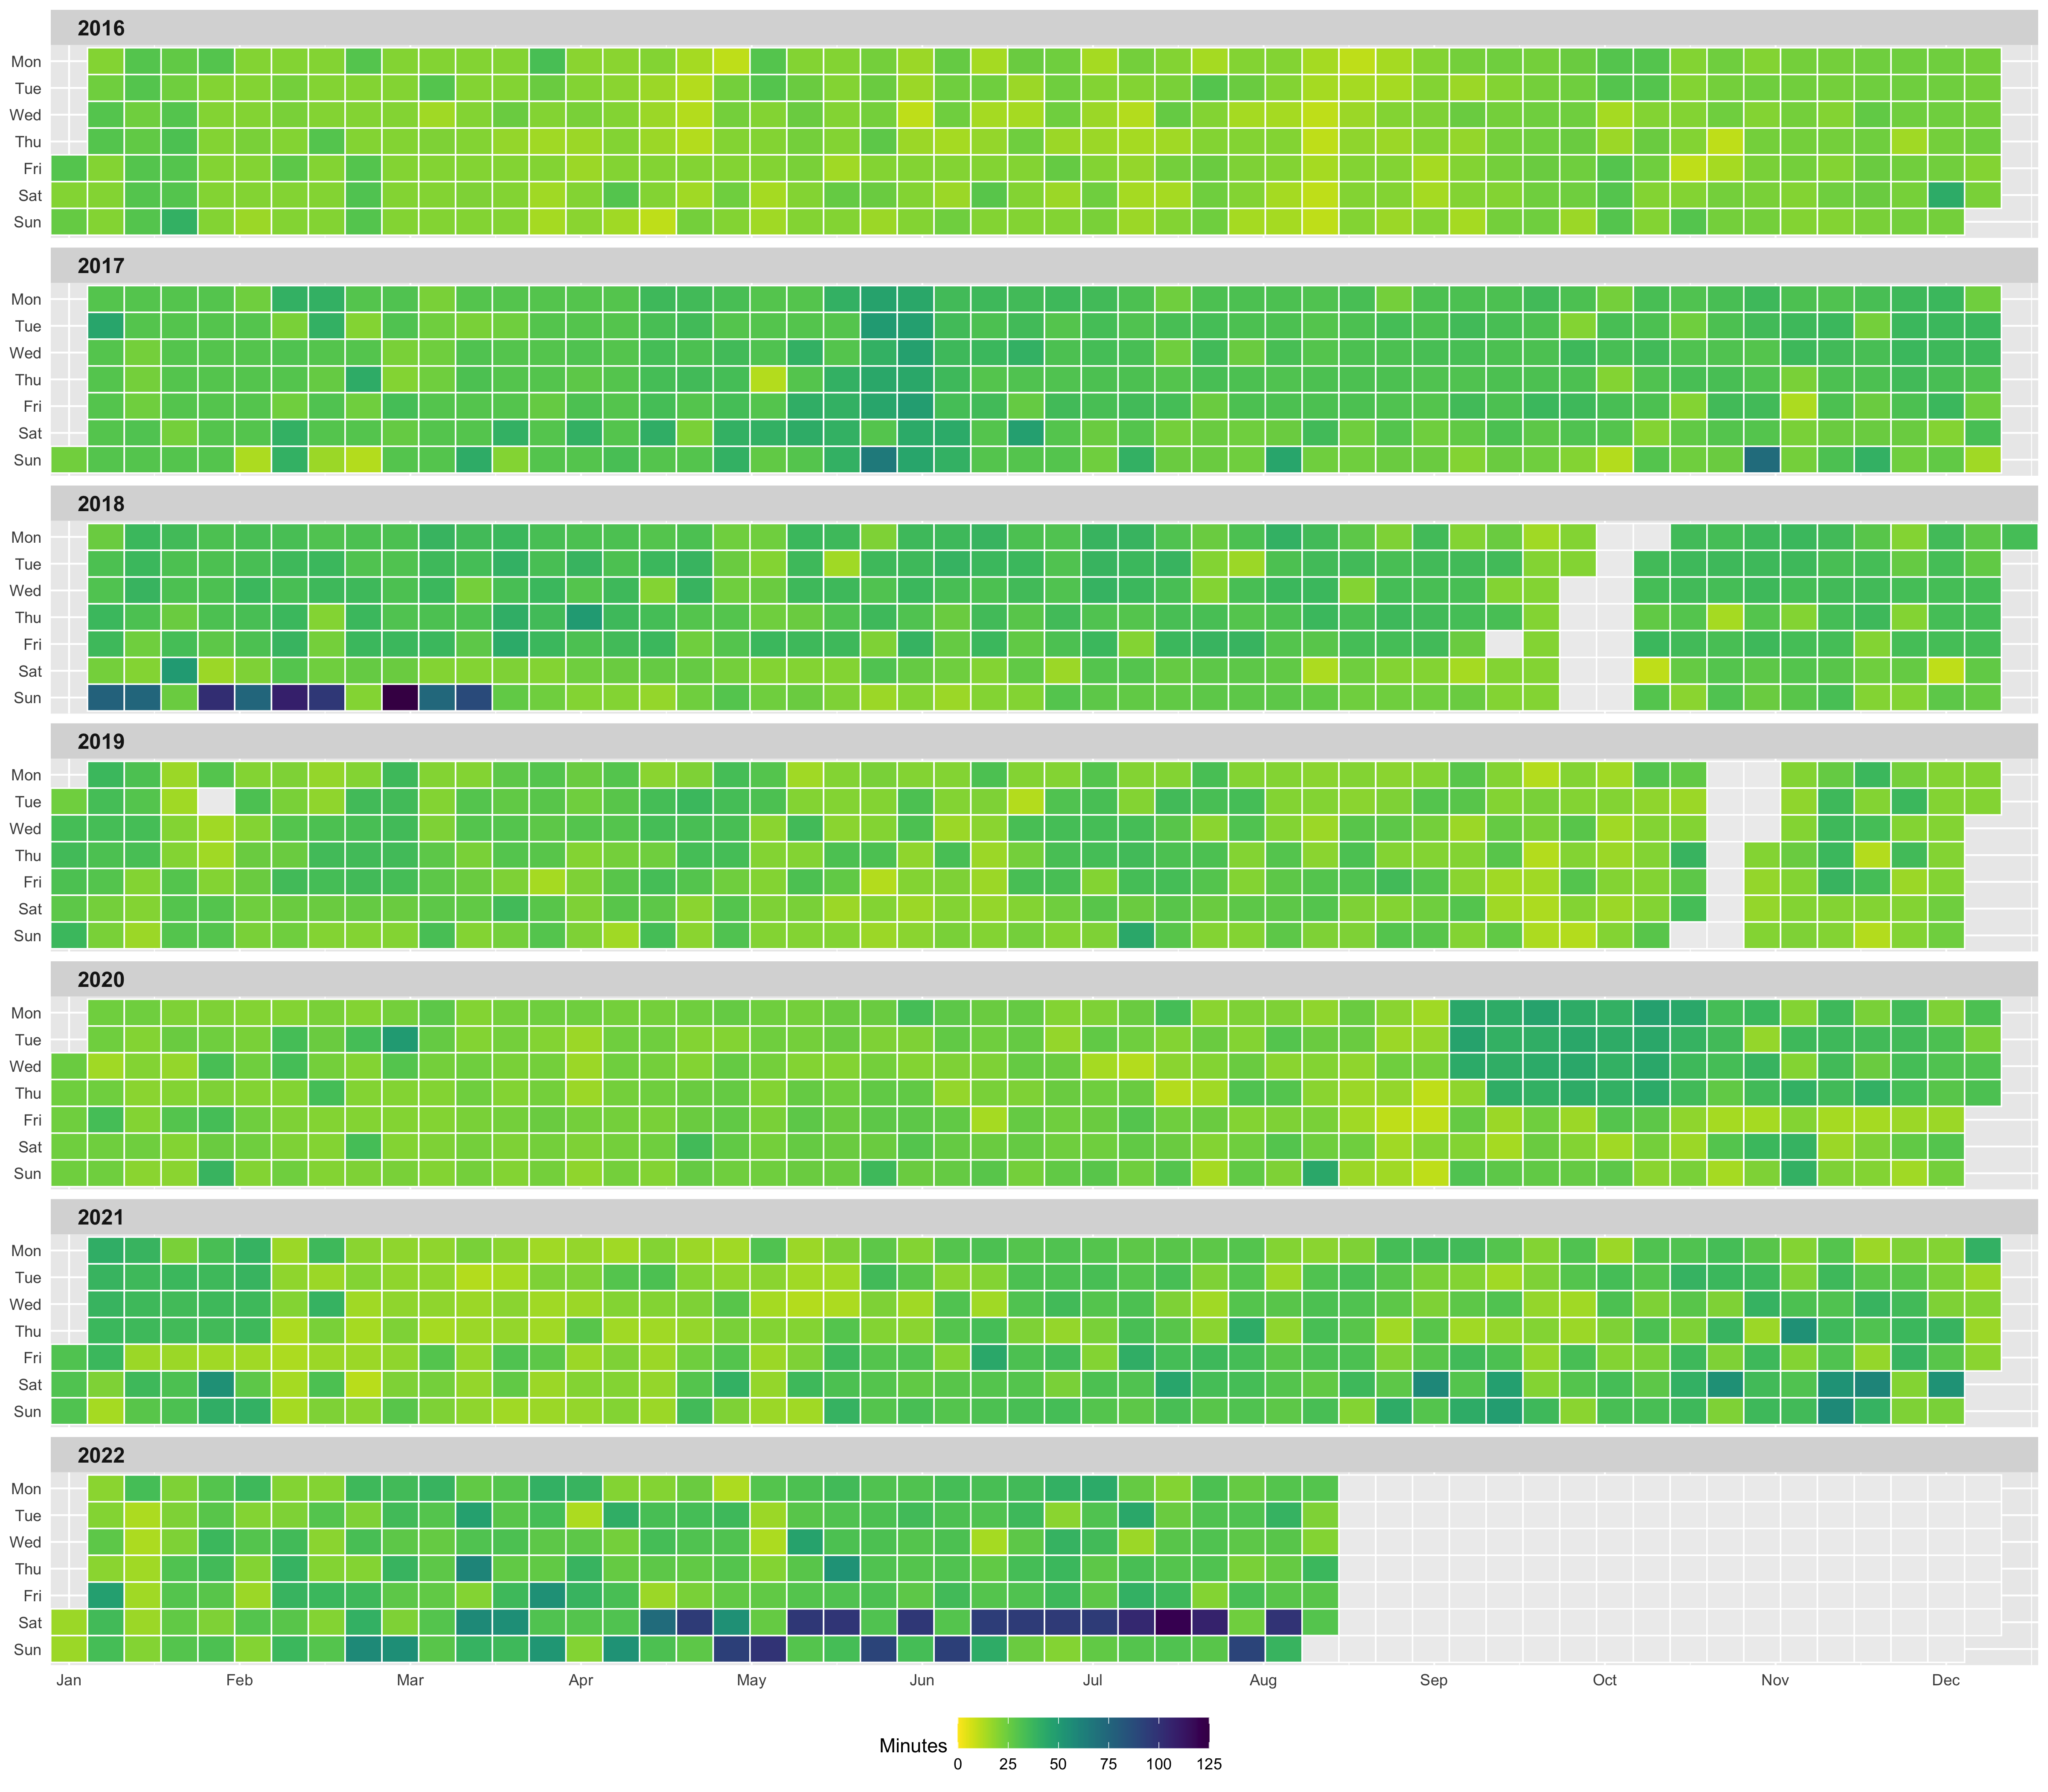 2016
Mon
Tue
Wed
Thu
Fri
Sat
Sun
2017
Mon
Tue
Wed
Thu
Fri
Sat
Sun
2018
Mon
Tue
Wed
Thu
Fri
Sat
Sun
2019
Mon
Tue
Wed
Thu
Fri
Sat
Sun
2020
Mon
Tue
Wed
Thu
Fri
Sat
Sun
2021
Mon
Tue
Wed
Thu
Fri
Sat
Sun
2022
Mon
Tue
Wed
Thu
Fri
Sat
Sun
Jan Feb Mar Apr May Jun Jul Aug Sep Oct Nov Dec
Minutes
0 25 50 75 100 125